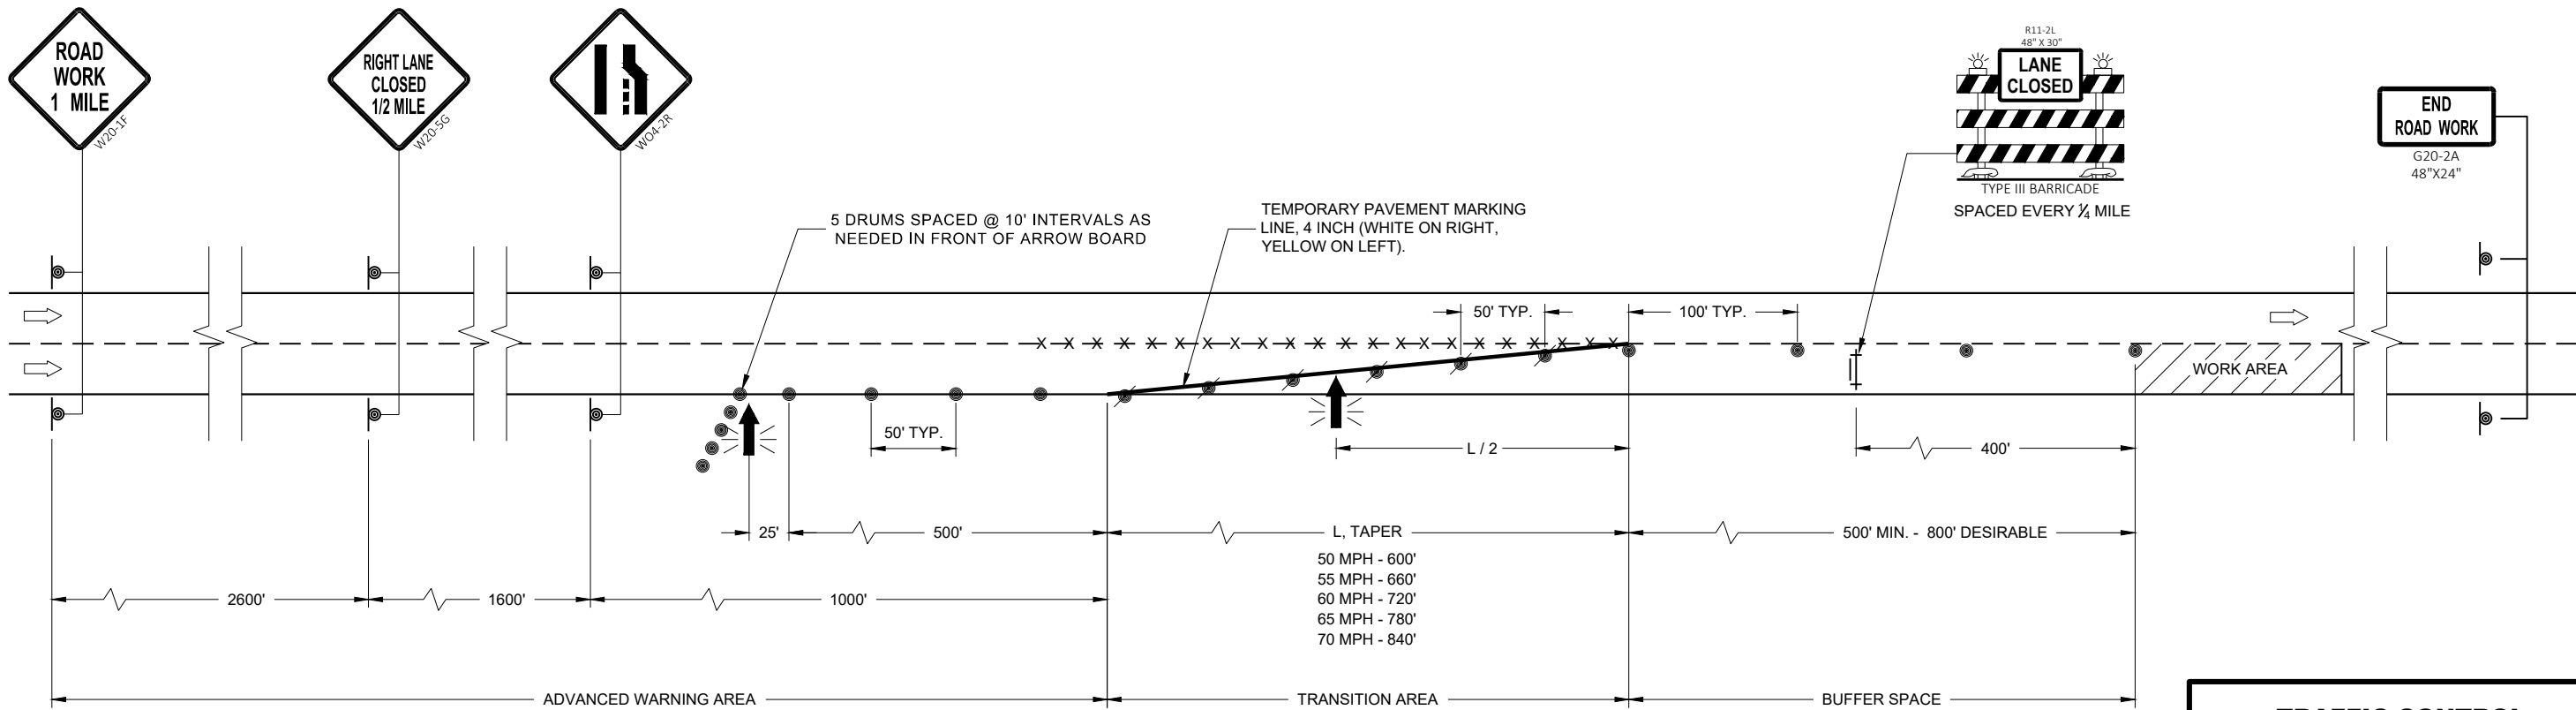 ROAD
WORK
1 MILE
W20-1F
RIGHT LANE
CLOSED
1/2 MILE
W20-5G
WO4-2R
R11-2L
48" X 30"
LANE
CLOSED
TYPE III BARRICADE
SPACED EVERY ¼ MILE
END
ROAD WORK
G20-2A
48"X24"
5 DRUMS SPACED @ 10' INTERVALS AS
NEEDED IN FRONT OF ARROW BOARD
TEMPORARY PAVEMENT MARKING
LINE, 4 INCH (WHITE ON RIGHT,
YELLOW ON LEFT).
50' TYP.
100' TYP.
X X X X X X X X X X X X X X X X X X X X X X
WORK AREA
50' TYP.
L / 2
400'
25'
500'
L, TAPER
500' MIN. - 800' DESIRABLE
50 MPH - 600'
55 MPH - 660'
60 MPH - 720'
65 MPH - 780'
70 MPH - 840'
2600'
1600'
1000'
ADVANCED WARNING AREA
TRANSITION AREA
BUFFER SPACE